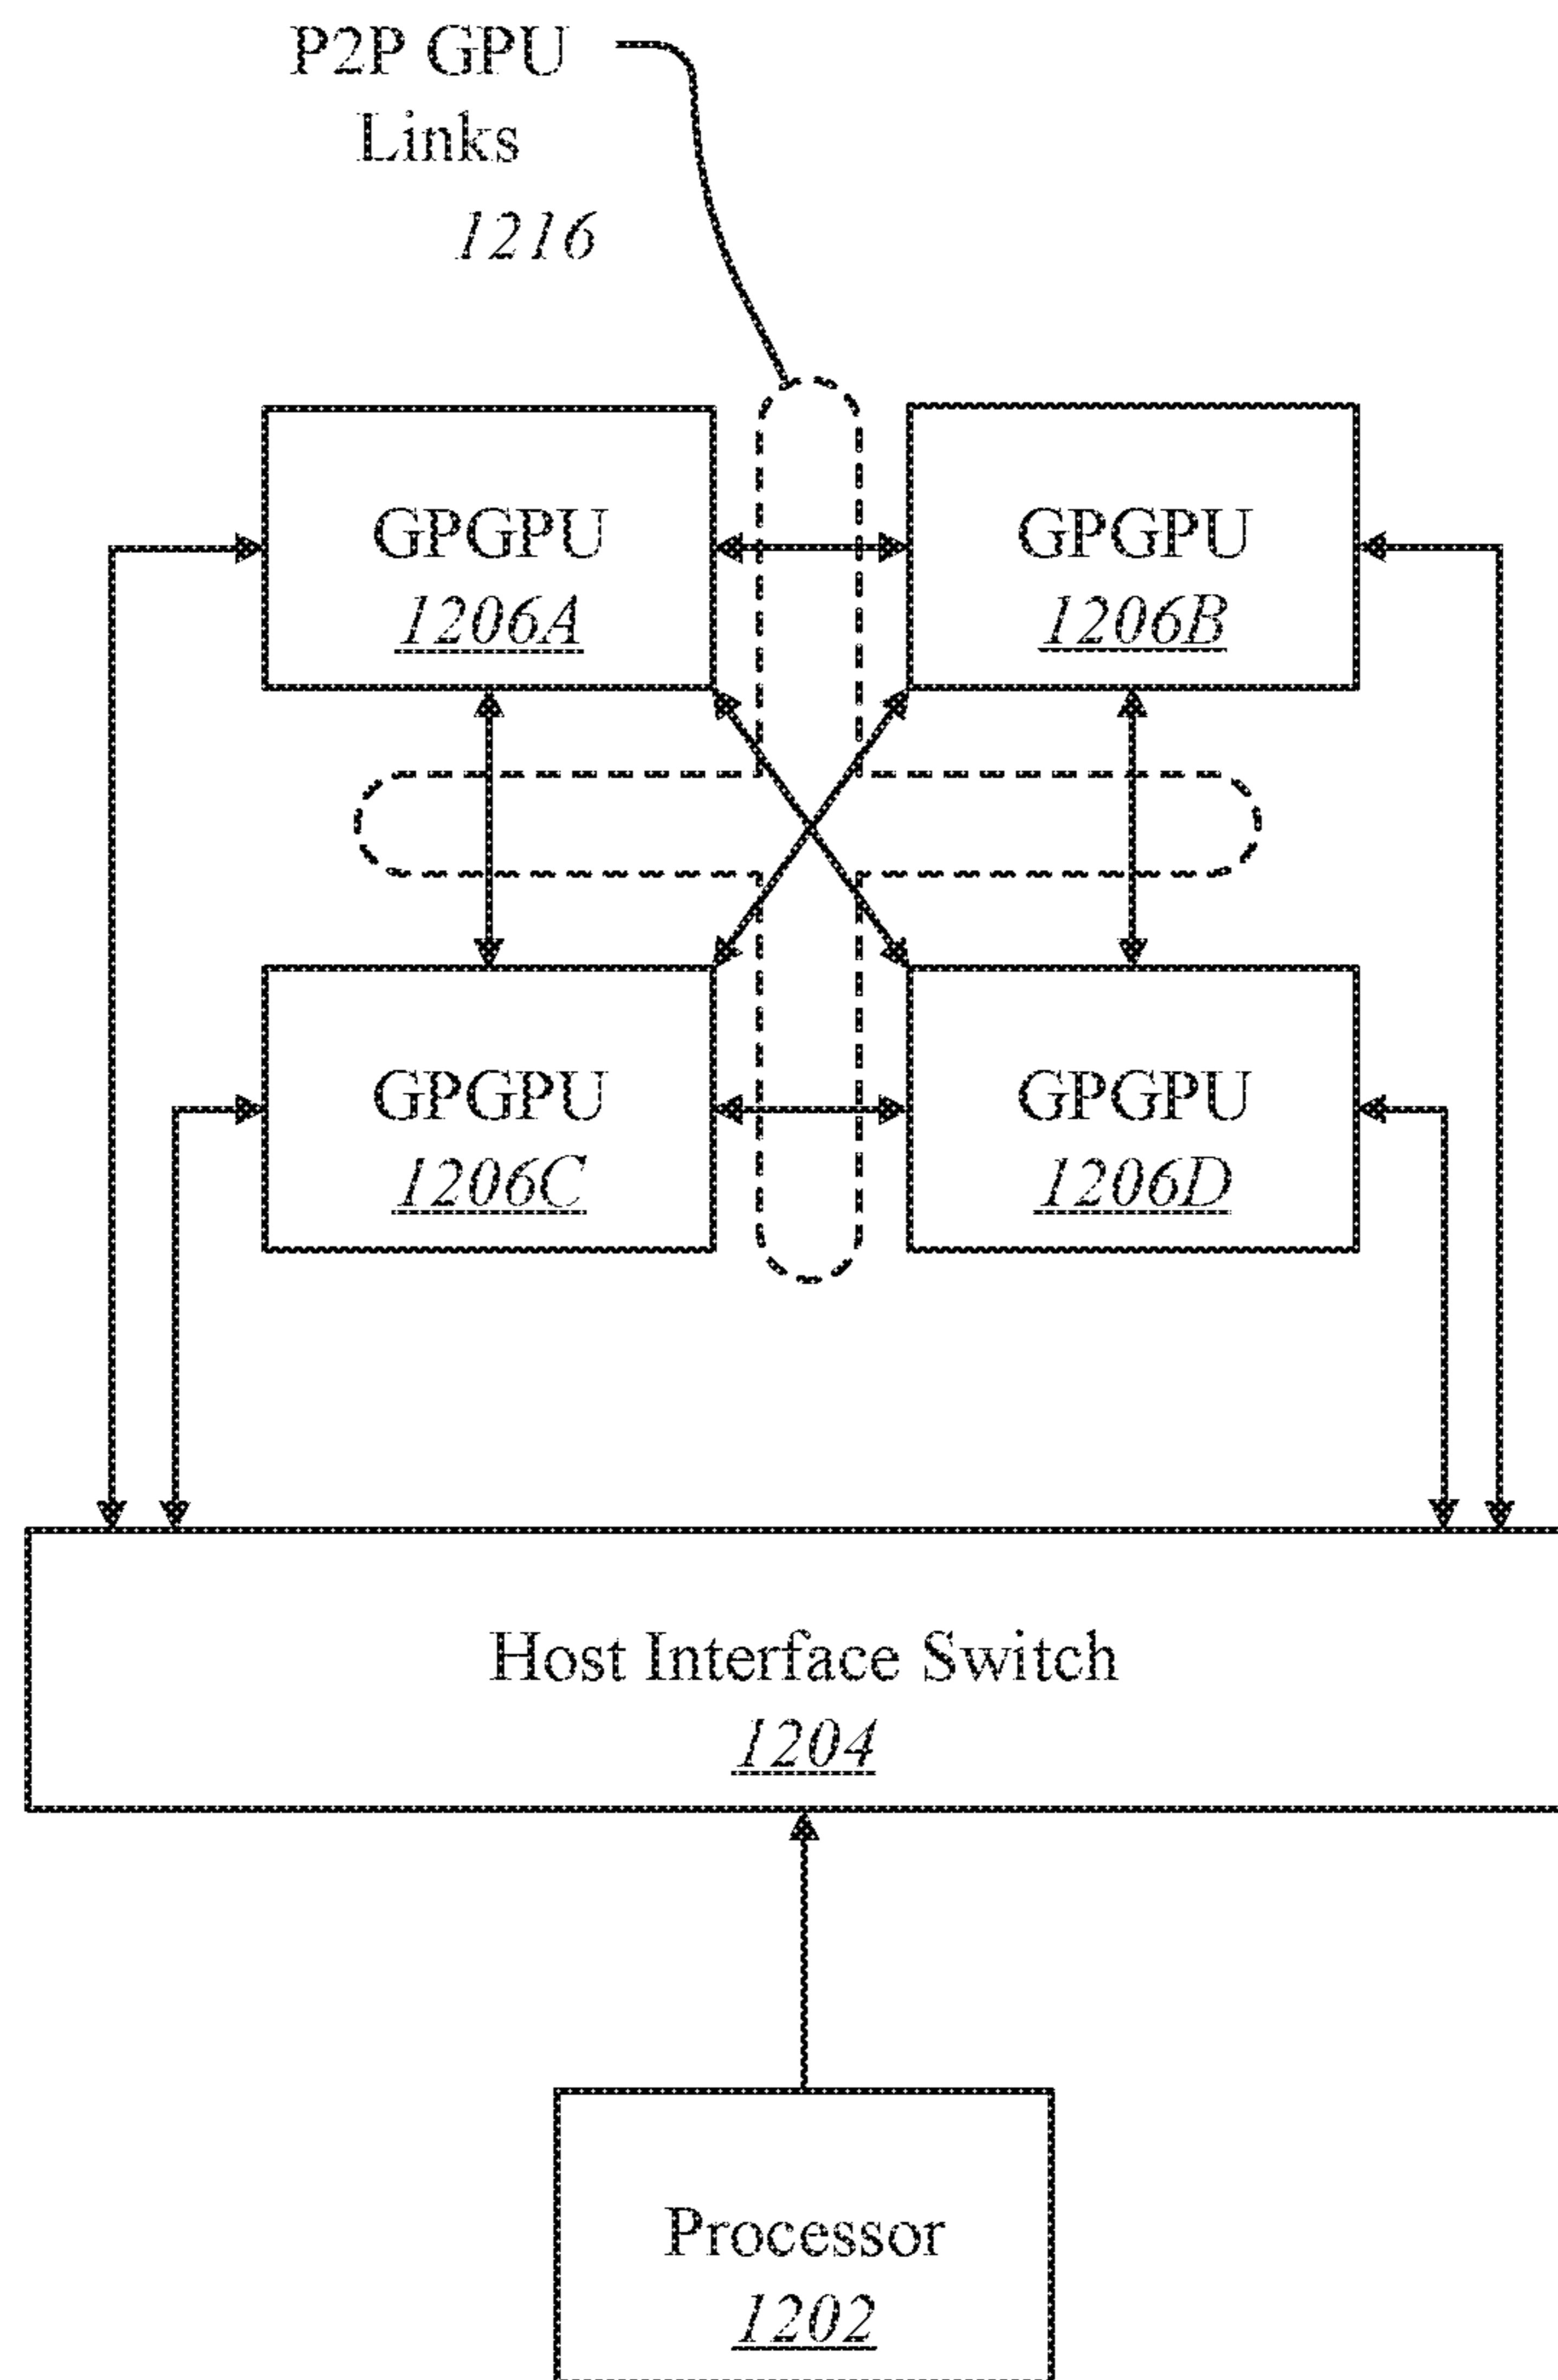 P2P GPU
Links
1216
GPGPU
1206A
GPGPU
1206B
GPGPU
1206C
GPGPU
1206D
Host Interface Switch
1204
Processor
1202